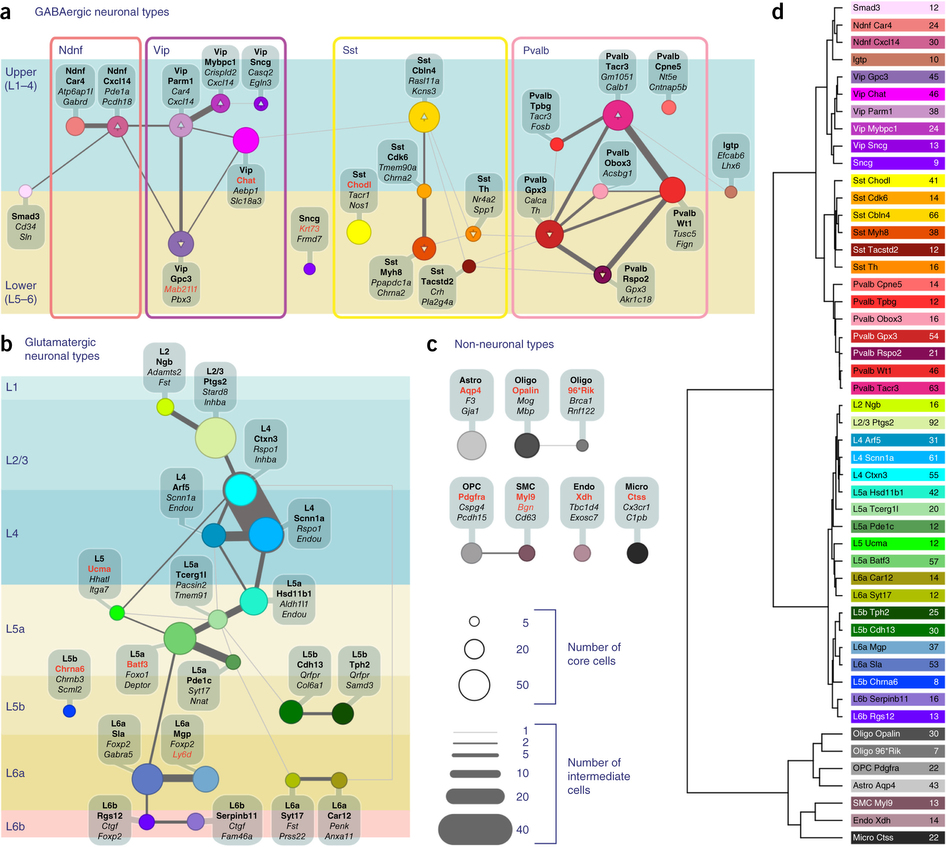 a
GABAergic neuronal types
Upper
(L1–4)
Lower
(L5–6)
Ndnf
Vip
Sst
Pvalb
Ndnf
Car4
Atp6ap1l
Gabrd
Ndnf
Cxcl14
Pde1a
Pcdh18
Vip
Parm1
Car4
Cxcl14
Vip
Mybpc1
Crispld2
Cxcl14
Vip
Sncg
Casq2
Egln3
Vip
Chat
Aebp1
Slc18a3
Smad3
Cd34
Sln
Vip
Gpc3
Mab21l1
Pbx3
Sncg
Krt73
Frmd7
Sst
Cbln4
Rasl11a
Kcns3
Sst
Cdk6
Tmem90a
Chrna2
Sst
Chodl
Tacr1
Nos1
Sst
Th
Nr4a2
Spp1
Sst
Myh8
Ppapdc1a
Chrna2
Sst
Tacstd2
Crh
Pla2g4a
Pvalb
Tacr3
Gm1051
Calb1
Pvalb
Cpne5
Nt5e
Cntnap5b
Pvalb
Tpbg
Tacr3
Fosb
Pvalb
Obox3
Acsbg1
Pvalb
Gpx3
Calca
Th
Pvalb
Wt1
Tusc5
Fign
Pvalb
Rspo2
Gpx3
Akr1c18
Igtp
Efcab6
Lhx6
b
Glutamatergic
neuronal types
L1
L2/3
L4
L5a
L5b
L6a
L6b
L2
Ngb
Adamts2
Fst
L2/3
Ptgs2
Stard8
Inhba
L4
Ctxn3
Rspo1
Inhba
L4
Arf5
Scnn1a
Endou
L4
Scnn1a
Rspo1
Endou
L5
Ucma
Hhatl
Itga7
L5a
Tcerg1l
Pacsin2
Tmem91
L5a
Hsd11b1
Aldh1l1
Endou
L5a
Batf3
Foxo1
Deptor
L5a
Pde1c
Syt17
Nnat
L5b
Chrna6
Chrnb3
Scml2
L5b
Cdh13
Qrfpr
Col6a1
L5b
Tph2
Qrfpr
Samd3
L6a
Sla
Foxp2
Gabra5
L6a
Mgp
Foxp2
Ly6d
L6b
Rgs12
Ctgf
Foxp2
L6b
Serpinb11
Ctgf
Fam46a
L6a
Syt17
Fst
Prss22
L6a
Car12
Penk
Anxa11
c
Non-neuronal types
Astro
Aqp4
F3
Gja1
Oligo
Opalin
Mog
Mbp
Oligo
96*Rik
Brca1
Rnf122
OPC
Pdgfra
Cspg4
Pcdh15
SMC
Myl9
Bgn
Cd63
Endo
Xdh
Tbc1d4
Exosc7
Micro
Ctss
Cx3cr1
C1pb
5
20
50
Number of
core cells
1
2
5
10
20
40
Number of
intermediate
cells
d
Smad3 12
Ndnf Car4 24
Ndnf Cxcl14 30
Igtp 10
Vip Gpc3 45
Vip Chat 46
Vip Parm1 38
Vip Mybpc1 24
Vip Sncg 13
Sncg 9
Sst Chodl 41
Sst Cdk6 14
Sst Cbln4 66
Sst Myh8 38
Sst Tacstd2 12
Sst Th 16
Pvalb Cpne5 14
Pvalb Tpbg 12
Pvalb Obox3 16
Pvalb Gpx3 54
Pvalb Rspo2 21
Pvalb Wt1 46
Pvalb Tacr3 63
L2 Ngb 16
L2/3 Ptgs2 92
L4 Arf5 31
L4 Scnn1a 61
L4 Ctxn3 55
L5a Hsd11b1 42
L5a Tcerg1l 20
L5a Pde1c 12
L5 Ucma 12
L5a Batf3 57
L6a Car12 14
L6a Syt17 12
L5b Tph2 25
L5b Cdh13 30
L6a Mgp 37
L6a Sla 53
L5b Chrna6 8
L6b Serpinb11 16
L6b Rgs12 13
Oligo Opalin 30
Oligo 96*Rik 7
OPC Pdgfra 22
Astro Aqp4 43
SMC Myl9 13
Endo Xdh 14
Micro Ctss 22